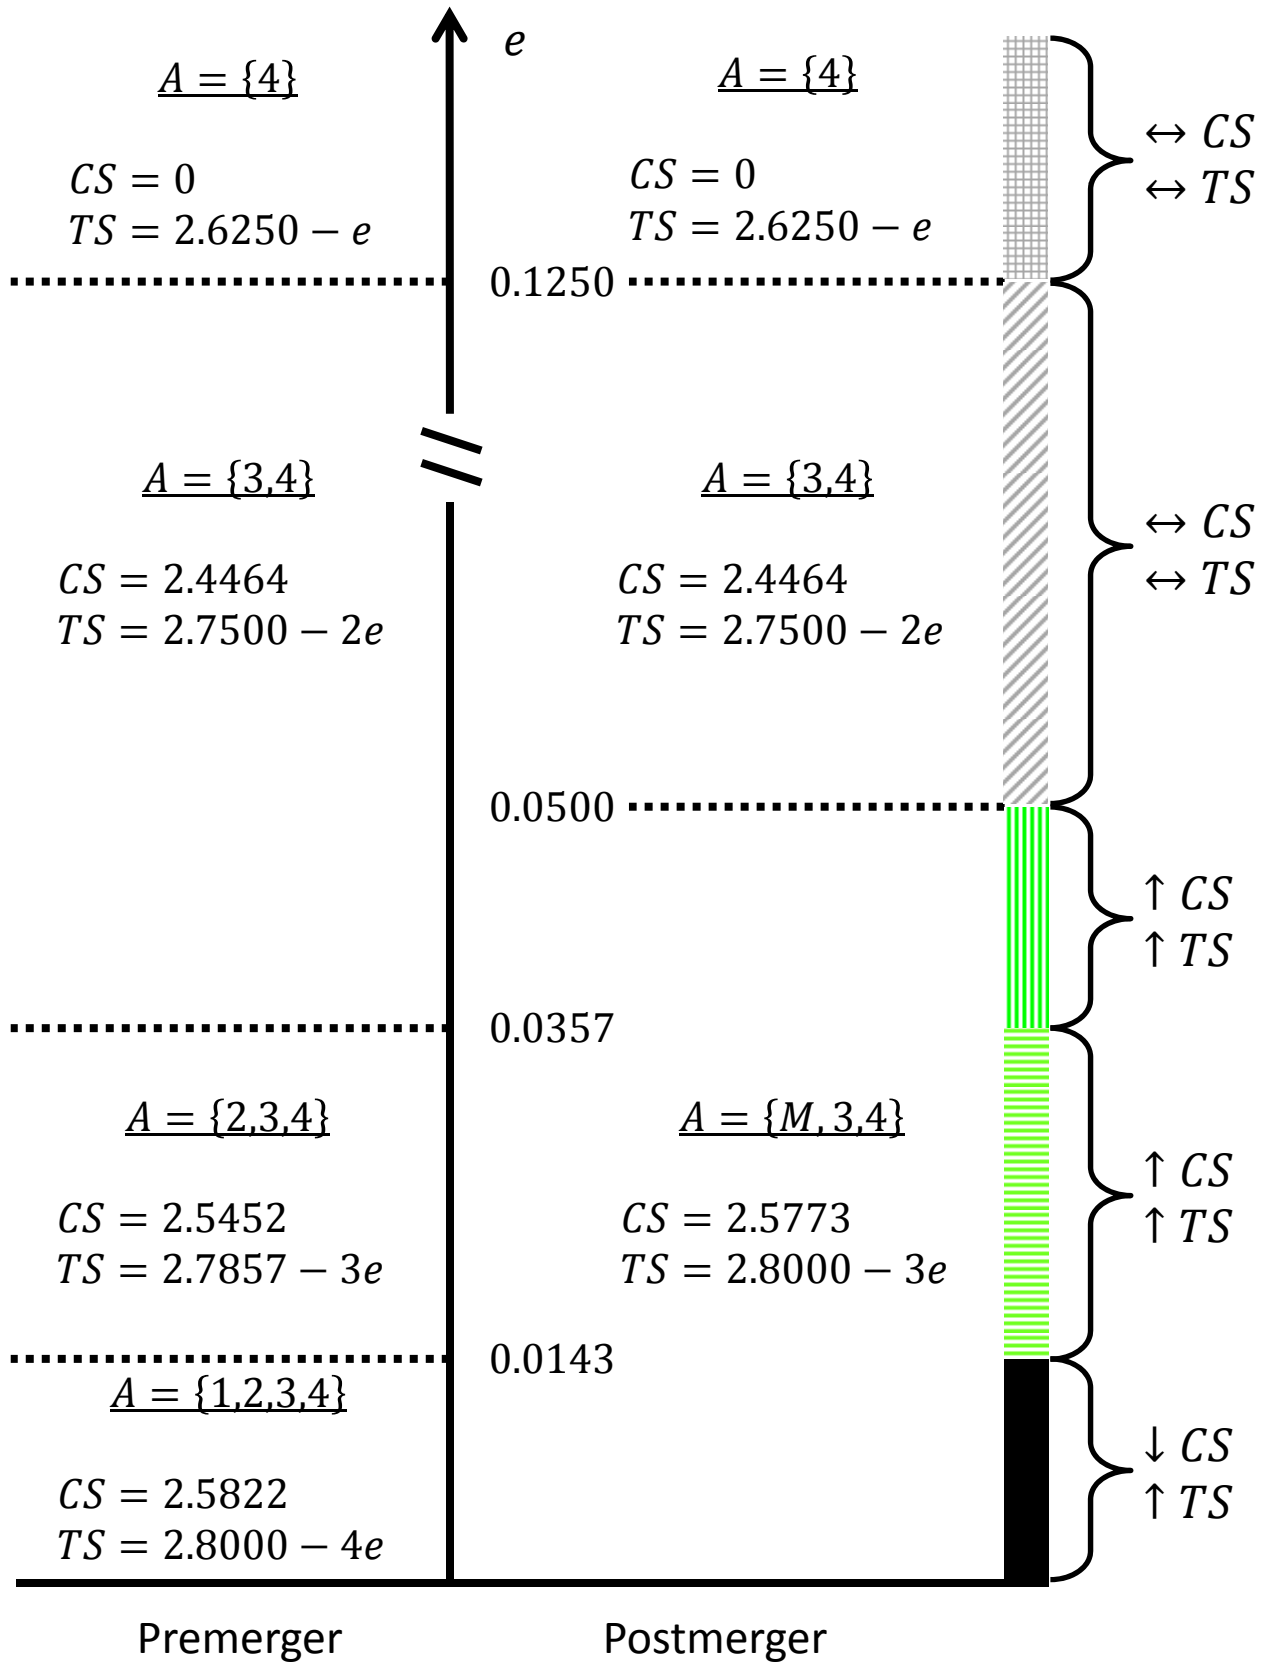 e
A = {4}
CS = 0
TS = 2.6250 − e
A = {4}
CS = 0
TS = 2.6250 − e
↔ CS
↔ TS
0.1250
A = {3,4}
CS = 2.4464
TS = 2.7500 − 2e
A = {3,4}
CS = 2.4464
TS = 2.7500 − 2e
↔ CS
↔ TS
0.0500
↑ CS
↑ TS
0.0357
A = {2,3,4}
CS = 2.5452
TS = 2.7857 − 3e
A = {M, 3,4}
CS = 2.5773
TS = 2.8000 − 3e
↑ CS
↑ TS
0.0143
A = {1,2,3,4}
CS = 2.5822
TS = 2.8000 − 4e
↓ CS
↑ TS
Premerger
Postmerger